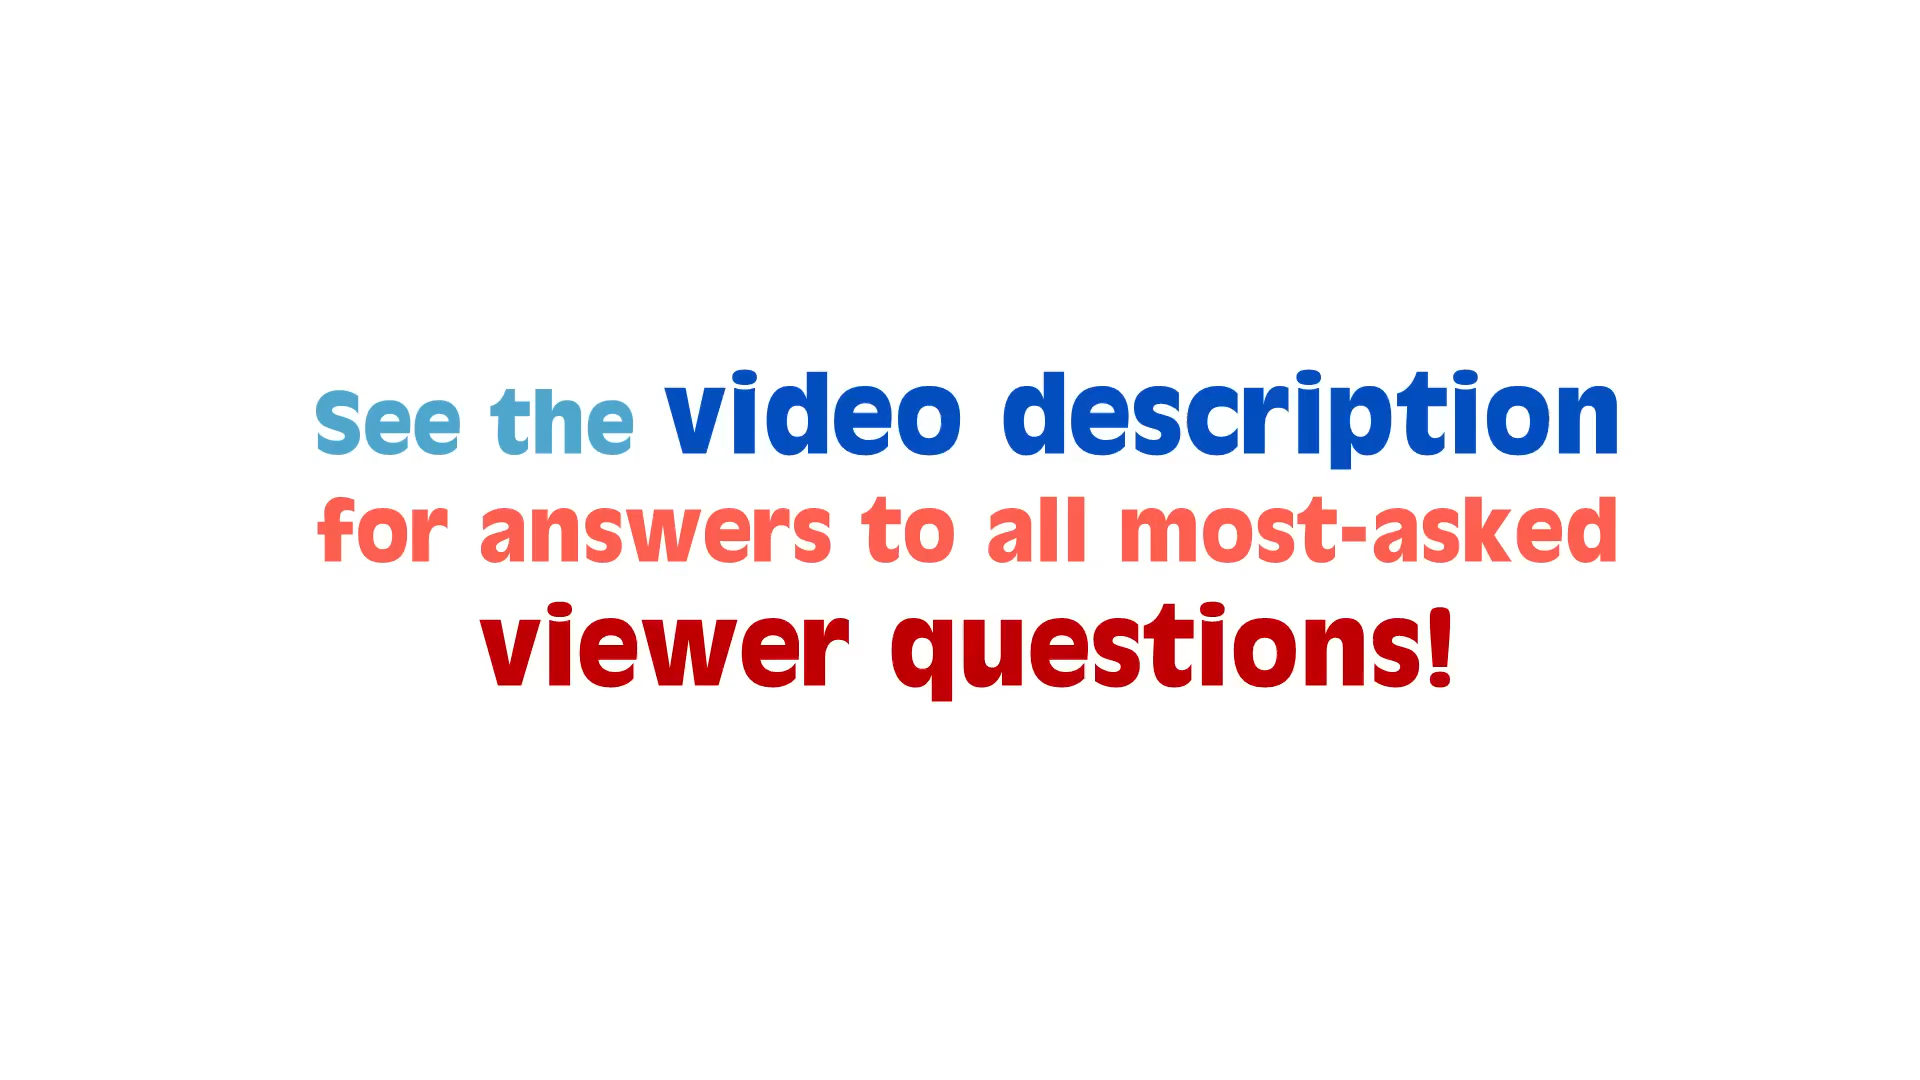 See the video description
for answers to all most-asked
viewer questions!